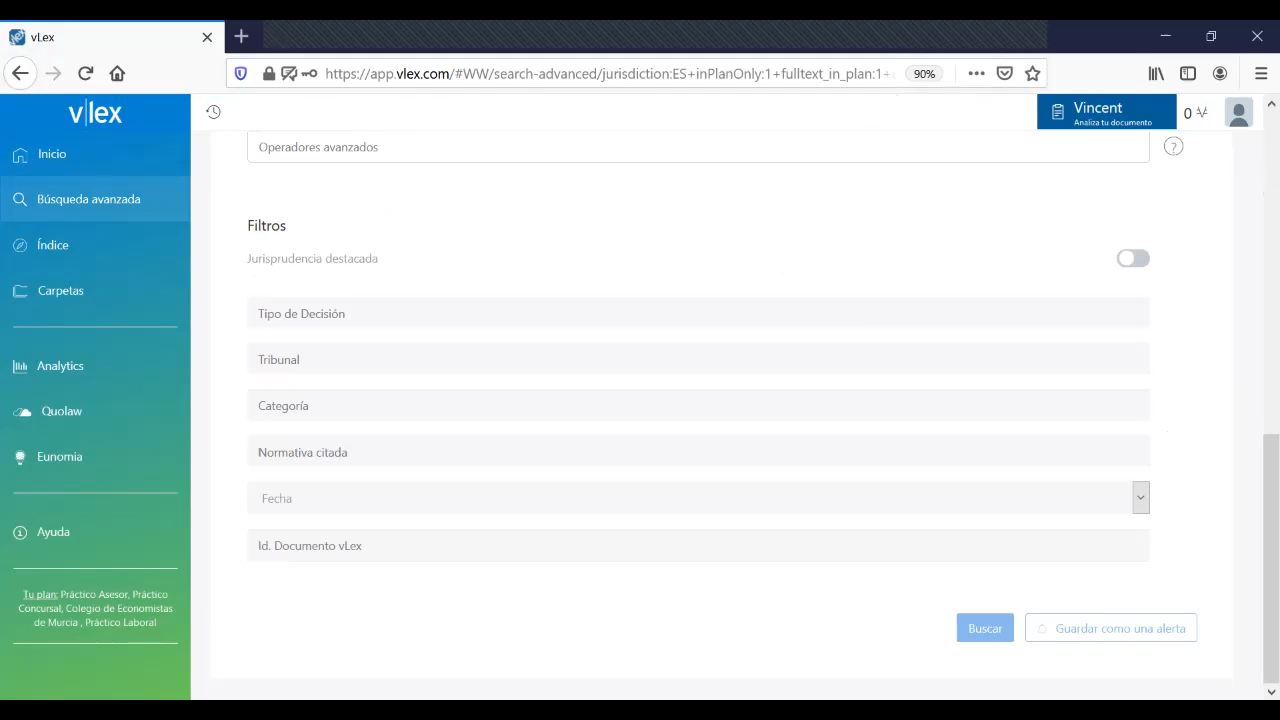 vLex
https://app.vlex.com/#WW/search-advanced/jurisdiction:ES+inPlanOnly:1+fulltext_in_plan:1+
90%
v|lex
Vincent
Analiza tu documento
0
Inicio
Búsqueda avanzada
Índice
Carpetas
Analytics
Quolaw
Eunomia
Ayuda
Tu plan: Práctico Asesor, Práctico
Concursal, Colegio de Economistas
de Murcia , Práctico Laboral
Operadores avanzados
?
Filtros
Jurisprudencia destacada
Tipo de Decisión
Tribunal
Categoría
Normativa citada
Fecha
Id. Documento vLex
Buscar
Guardar como una alerta